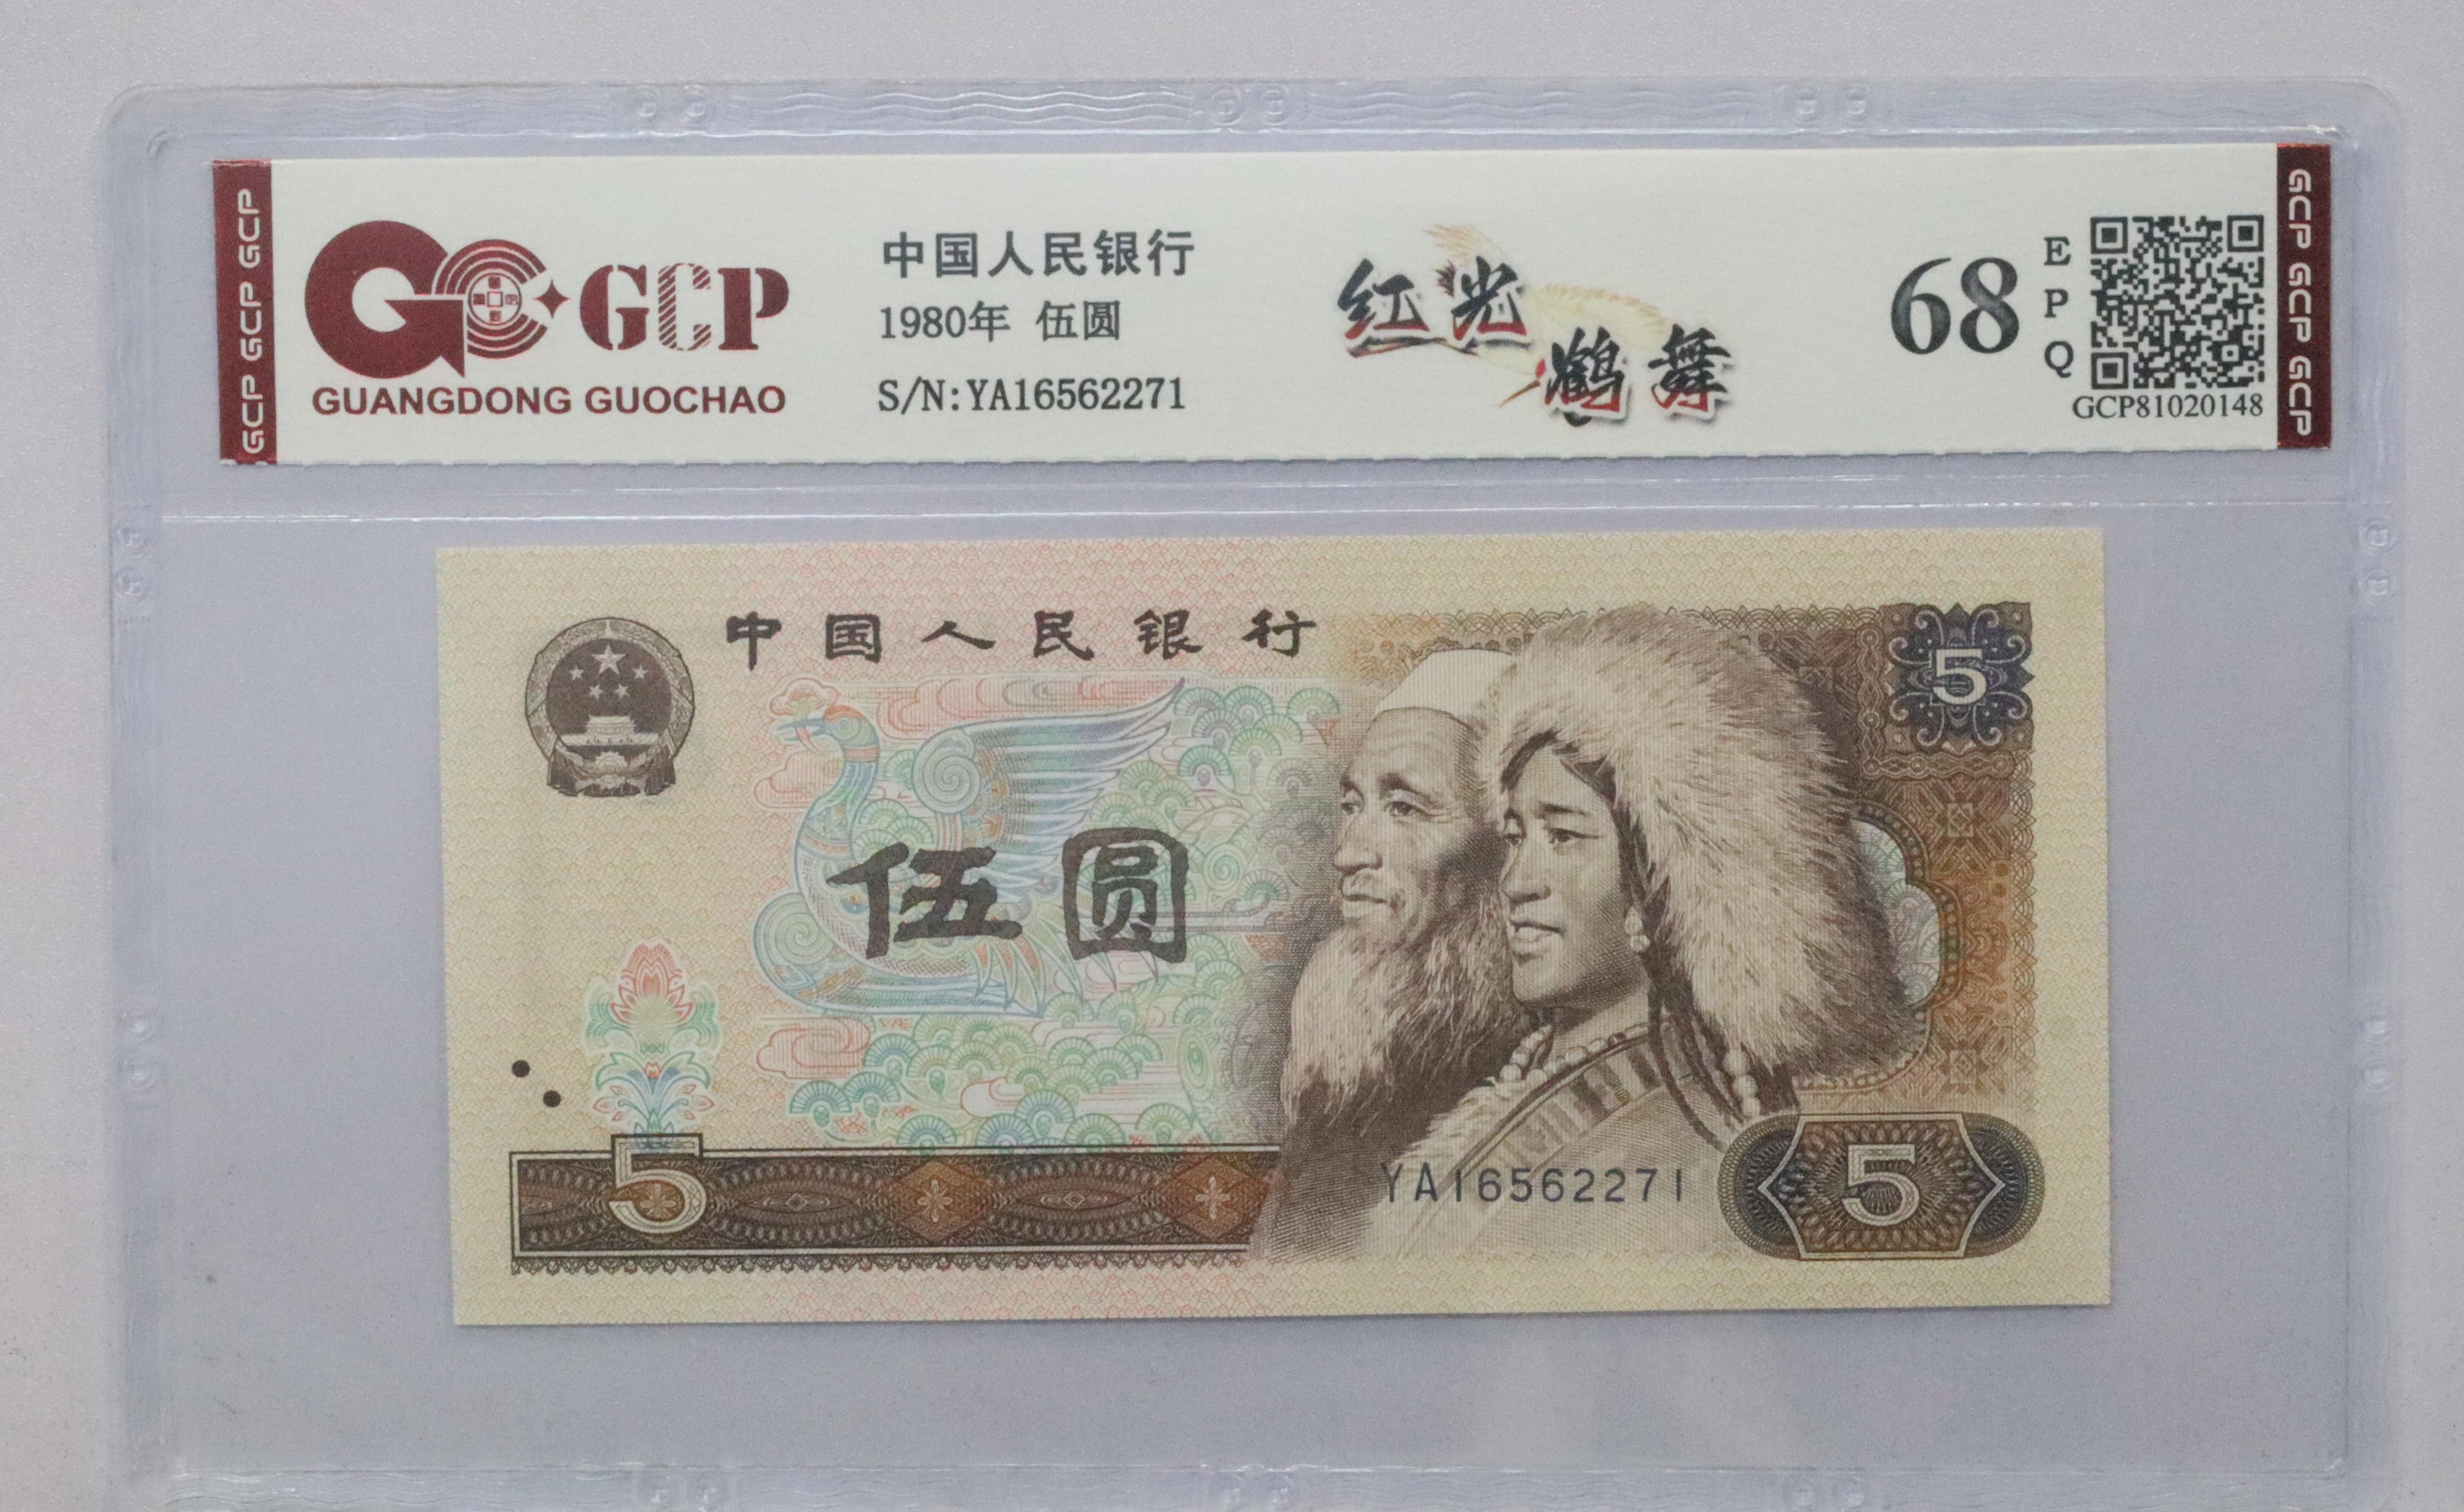 GCP GCP GCP
GCP
GUANGDONG GUOCHAO
中国人民银行
1980年 伍圆
S/N:YA16562271
红光
鹤舞
68
E
P
Q
GCP81020148
GCP GCP GCP
中国人民银行
5
伍圆
5
YA16562271
5